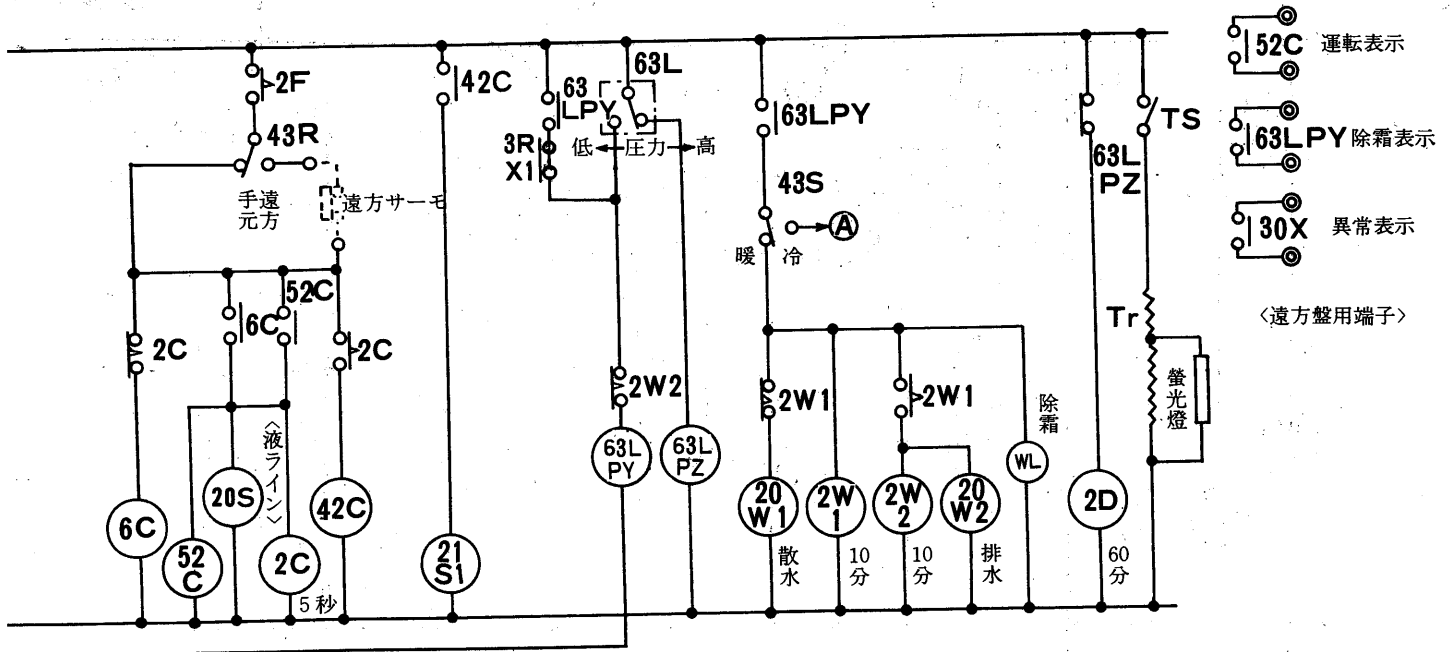 2F
43R
手元
遠方
遠方サーモ
2C
6C
52C
2C
〈液ライン〉
6C
52
C
20S
2C
5秒
42C
42C
21
S1
63
LPY
3R
X1
63L
低←圧力→高
2W2
63L
PY
63L
PZ
63LPY
43S
A
暖
冷
2W1
2W1
除霜
WL
20
W1
散水
2W
1
10分
2W
2
10分
20
W2
排水
63L
PZ
2D
60分
TS
Tr
螢光燈
52C 運転表示
63LPY 除霜表示
30X 異常表示
〈遠方盤用端子〉